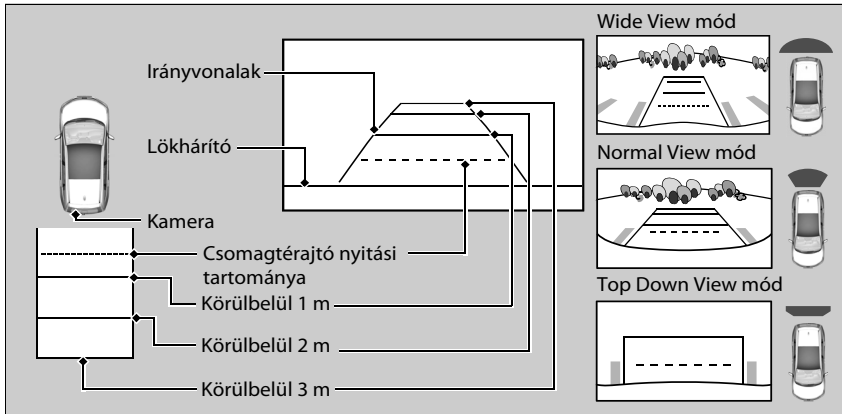 Irányvonalak
Lökhárító
Kamera
Csomagtérajtó nyitási
tartománya
Körülbelül 1 m
Körülbelül 2 m
Körülbelül 3 m
Wide View mód
Normal View mód
Top Down View mód